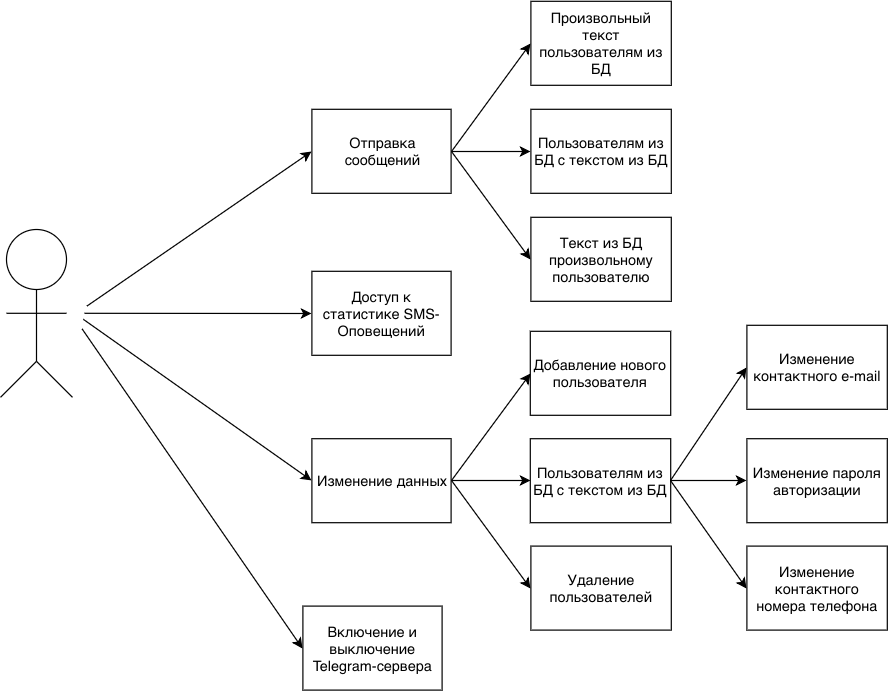 Произвольный
текст
пользователям из
БД
Отправка
сообщений
Пользователям из
БД с текстом из БД
Текст из БД
произвольному
пользователю
Доступ к
статистике SMS-
Оповещений
Добавление нового
пользователя
Изменение
контактного e-mail
Изменение данных
Пользователям из
БД с текстом из БД
Изменение пароля
авторизации
Удаление
пользователей
Изменение
контактного
номера телефона
Включение и
выключение
Telegram-сервера